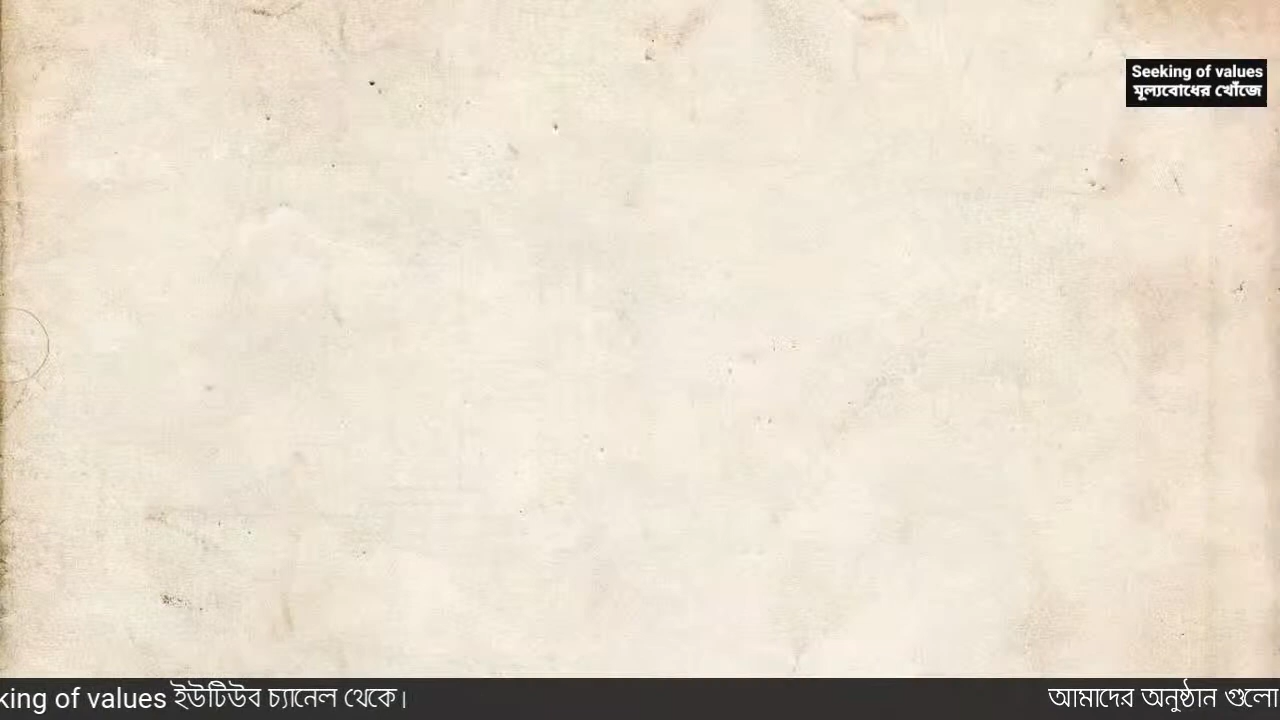 Seeking of values
মূল্যবোধের খোঁজে
king of values ইউটিউব চ্যানেল থেকে। আমাদের অনুষ্ঠান গুলো